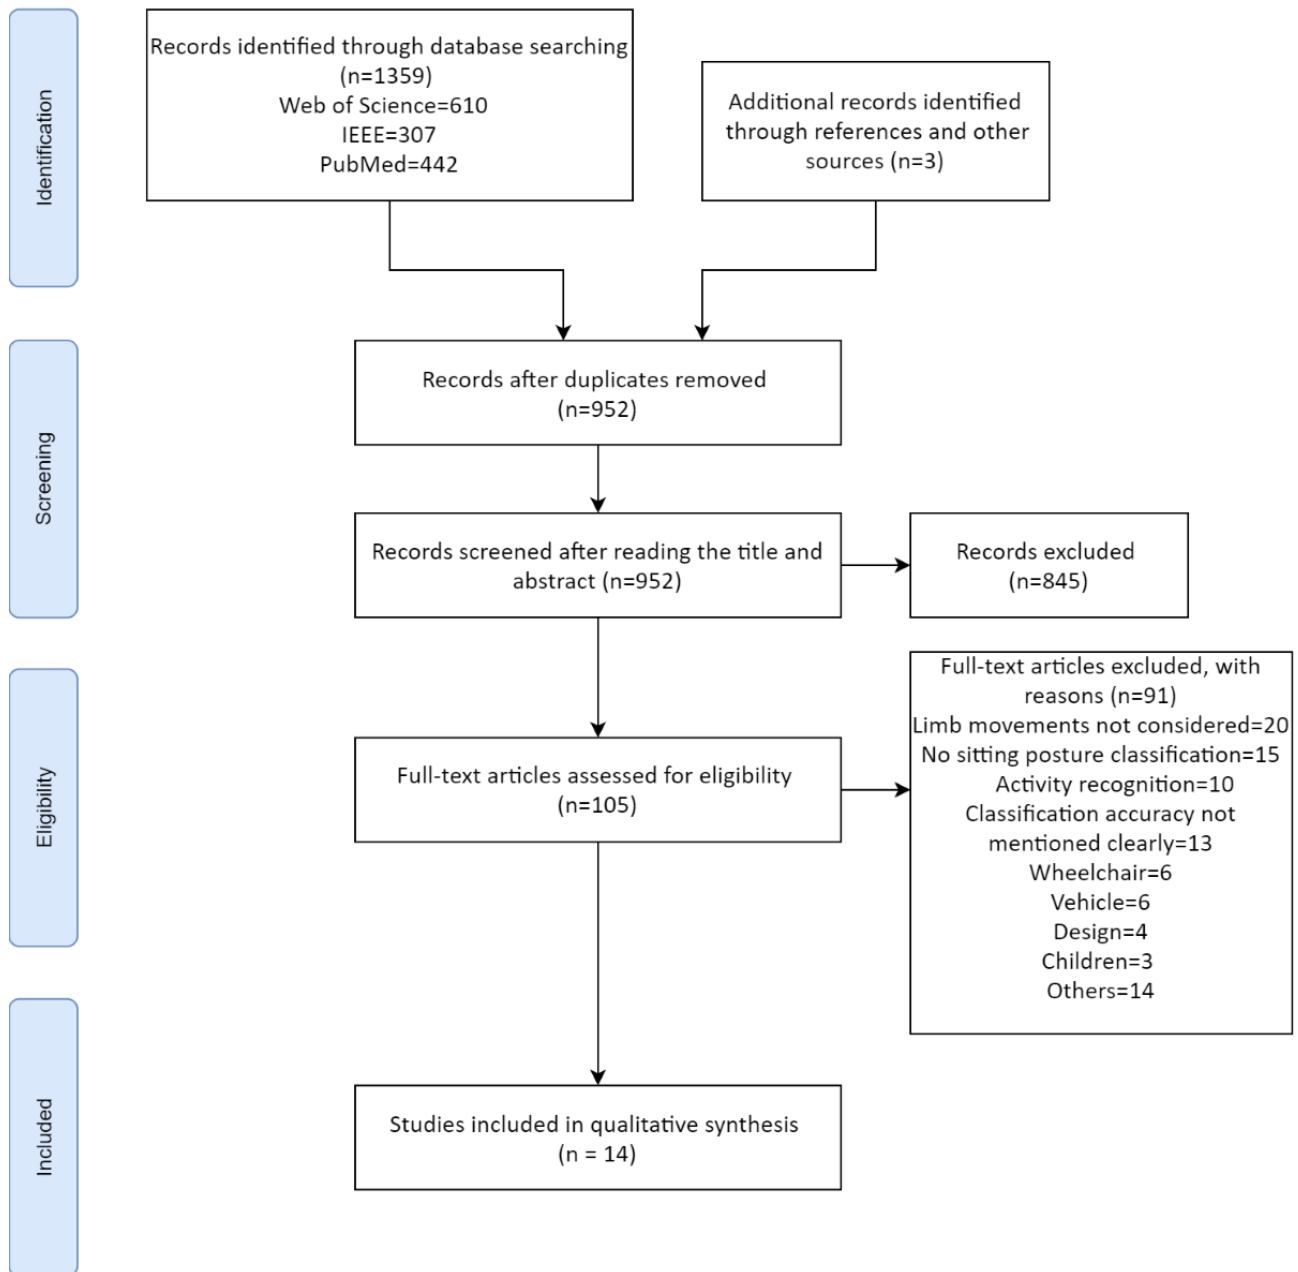 Identification
Records identified through database searching
(n=1359)
Web of Science=610
IEEE=307
PubMed=442
Additional records identified
through references and other
sources (n=3)
Screening
Records after duplicates removed
(n=952)
Records screened after reading the title and
abstract (n=952)
Records excluded
(n=845)
Eligibility
Full-text articles assessed for eligibility
(n=105)
Full-text articles excluded, with
reasons (n=91)
Limb movements not considered=20
No sitting posture classification=15
Activity recognition=10
Classification accuracy not
mentioned clearly=13
Wheelchair=6
Vehicle=6
Design=4
Children=3
Others=14
Included
Studies included in qualitative synthesis
(n = 14)